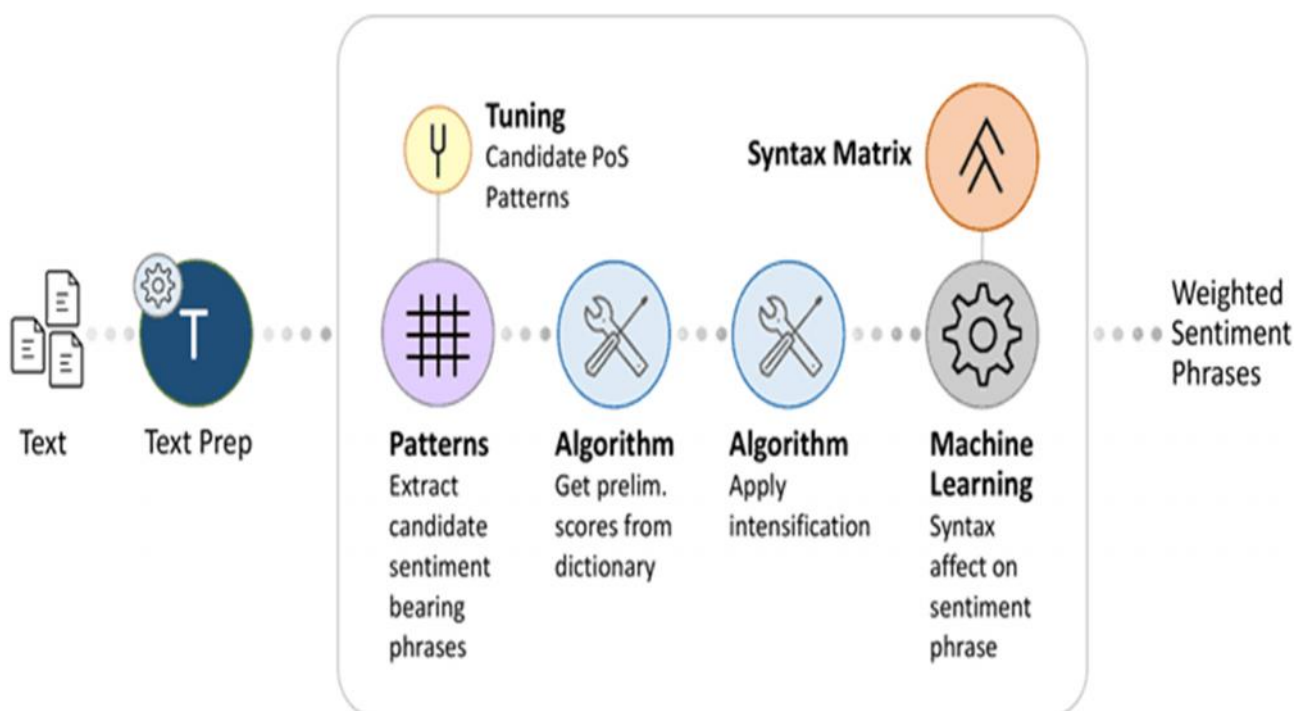 Tuning
Candidate PoS
Patterns
Syntax Matrix
T
Text
Text Prep
Patterns
Extract
candidate
sentiment
bearing
phrases
Algorithm
Get prelim.
scores from
dictionary
Algorithm
Apply
intensification
Machine
Learning
Syntax
affect on
sentiment
phrase
Weighted
Sentiment
Phrases